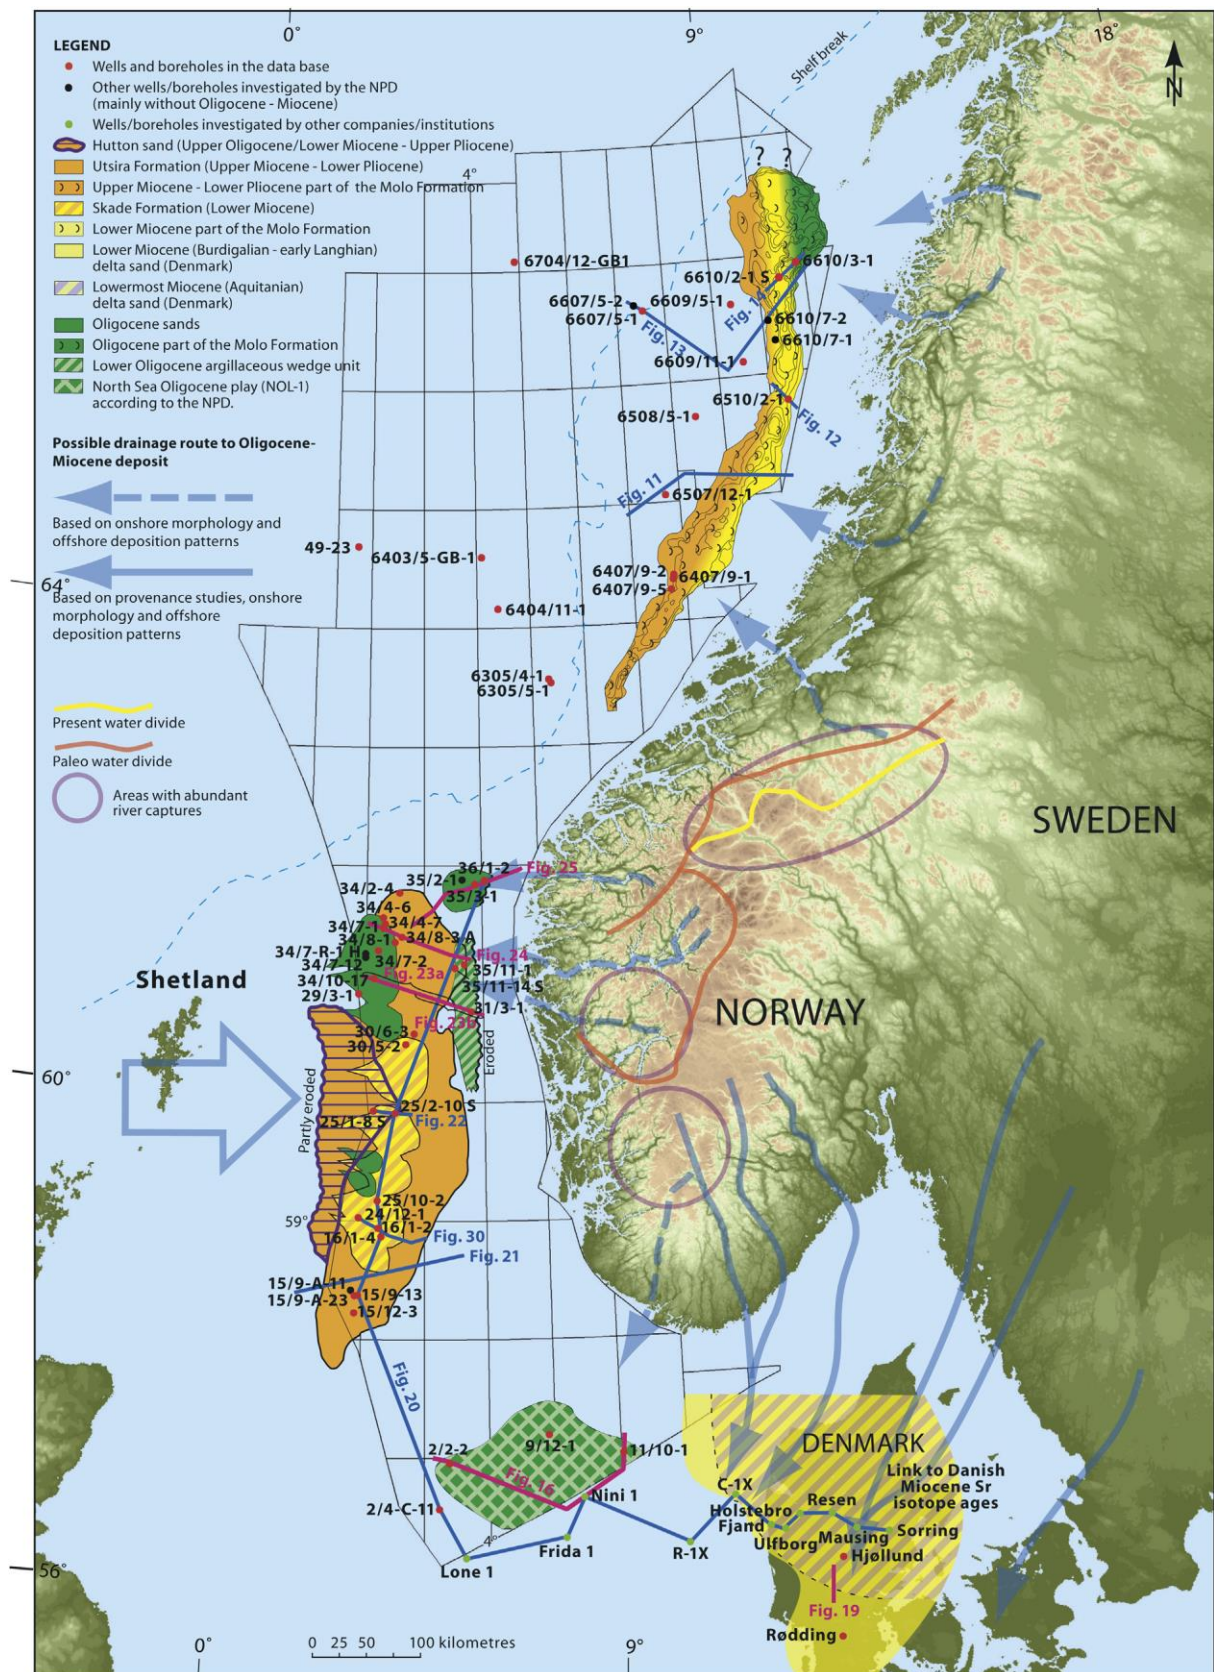 0°
9°
18°
LEGEND
Wells and boreholes in the data base
Other wells/boreholes investigated by the NPD
(mainly without Oligocene - Miocene)
Wells/boreholes investigated by other companies/institutions
Hutton sand (Upper Oligocene/Lower Miocene - Upper Pliocene)
Utsira Formation (Upper Miocene - Lower Pliocene)
Upper Miocene - Lower Pliocene part of the Molo Formation
Skade Formation (Lower Miocene)
Lower Miocene part of the Molo Formation
Lower Miocene (Burdigalian - early Langhian)
delta sand (Denmark)
Lowermost Miocene (Aquitanian)
delta sand (Denmark)
Oligocene sands
Oligocene part of the Molo Formation
Lower Oligocene argillaceous wedge unit
North Sea Oligocene play (NOL-1)
according to the NPD.
Possible drainage route to Oligocene-
Miocene deposit
Based on onshore morphology and
offshore deposition patterns
Based on provenance studies, onshore
morphology and offshore
deposition patterns
Present water divide
Paleo water divide
Areas with abundant
river captures
Shelf break
N
? ?
4°
6704/12-GB1
6610/3-1
6610/2-1 S
6607/5-2
6609/5-1
Fig. 14
6607/5-1
6610/7-2
Fig. 13
6610/7-1
6609/11-1
6510/2-1
6508/5-1
Fig. 12
Fig. 11
6507/12-1
49-23
6403/5-GB-1
6407/9-2
6407/9-1
64°
6407/9-5
6404/11-1
6305/4-1
6305/5-1
SWEDEN
36/1-2
Fig. 25
35/2-1
34/2-4
35/3-1
34/4-6
34/7-1
34/4-7
34/8-1
34/8-3 A
34/7-R-1 H
Fig. 24
34/7-12
34/7-2
35/11-1
Shetland
34/10-17
Fig. 23a
35/11-14 S
29/3-1
31/3-1
NORWAY
30/6-3
Fig. 23b
30/5-2
Eroded
60°
Partly eroded
25/2-10 S
25/1-8 S
Fig. 22
25/10-2
24/12-1
59°
16/1-2
16/1-4
Fig. 30
Fig. 21
15/9-A-11
15/9-13
15/9-A-23
15/12-3
Fig. 20
2/2-2
9/12-1
11/10-1
DENMARK
Fig. 16
C-1X
Link to Danish
Miocene Sr
isotope ages
2/4-C-11
Nini 1
Holstebro
Resen
Fjand
Ulfborg
Mausing
Sorring
4°
Frida 1
R-1X
Hjøllund
56°
Lone 1
Fig. 19
Rødding
0°
0 25 50 100 kilometres
9°